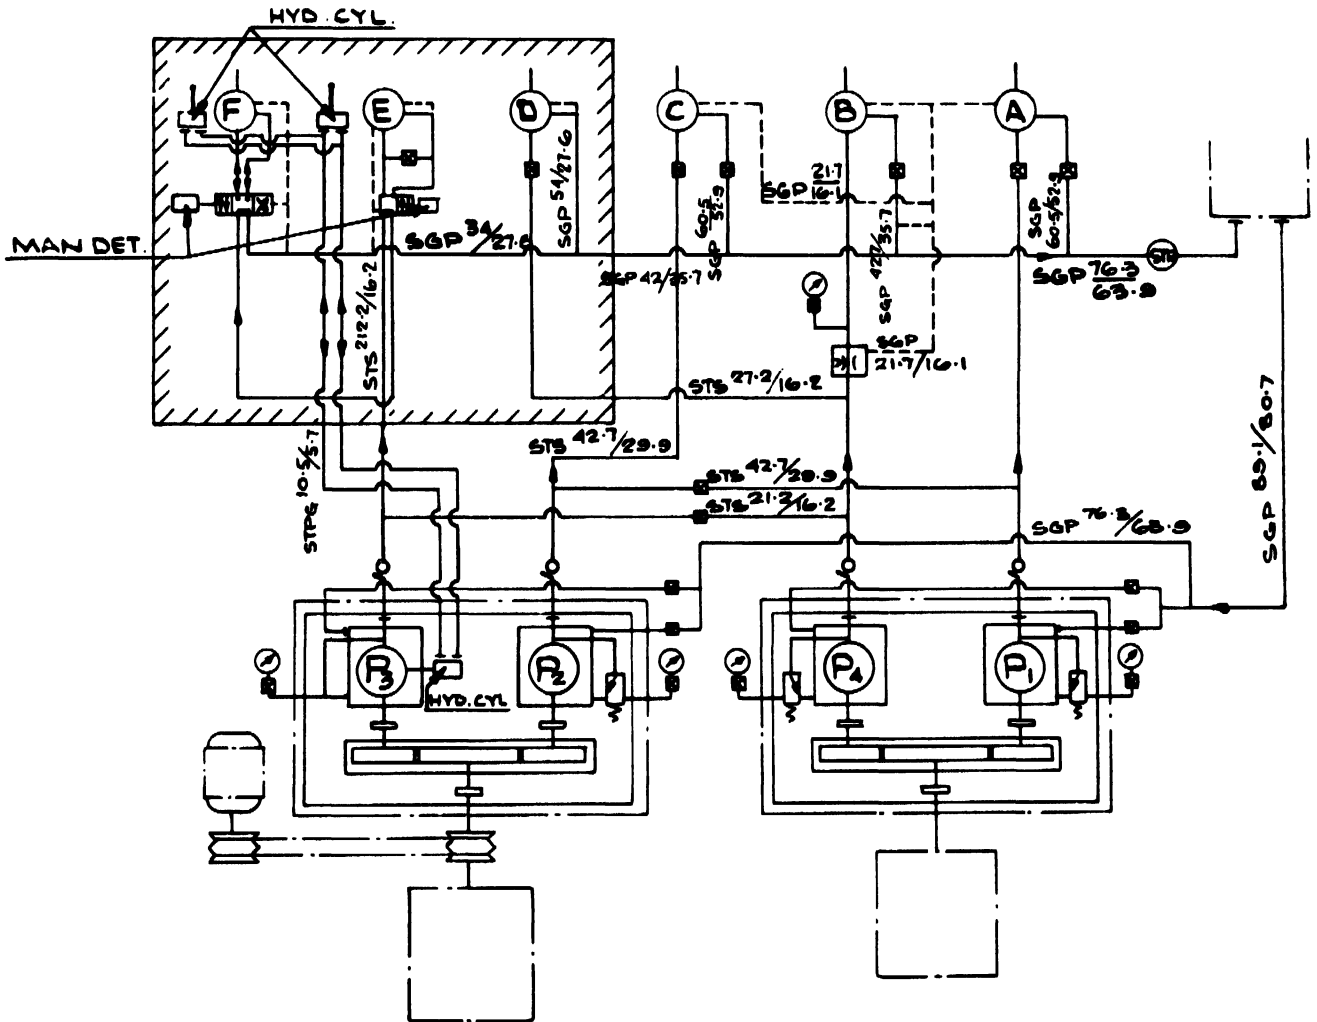 HYD. CYL.
F
E
D
C
B
A
SGP 54/27.6
SGP 21.7/16.1
SGP 60.5/52.9
SGP 60.5/52.9
MAN DET.
SGP 34/27.6
SGP 42/35.7
SGP 42.7/35.7
SGP 76.3/63.9
STS 212.2/16.2
SGP 21.7/16.1
STS 27.2/16.2
STS 42.7/29.9
SGP 89.1/80.7
STPG 10.5/5.7
STS 42.7/29.9
STS 21.2/16.2
SGP 76.3/63.9
P3
P2
P4
P1
HYD. CYL